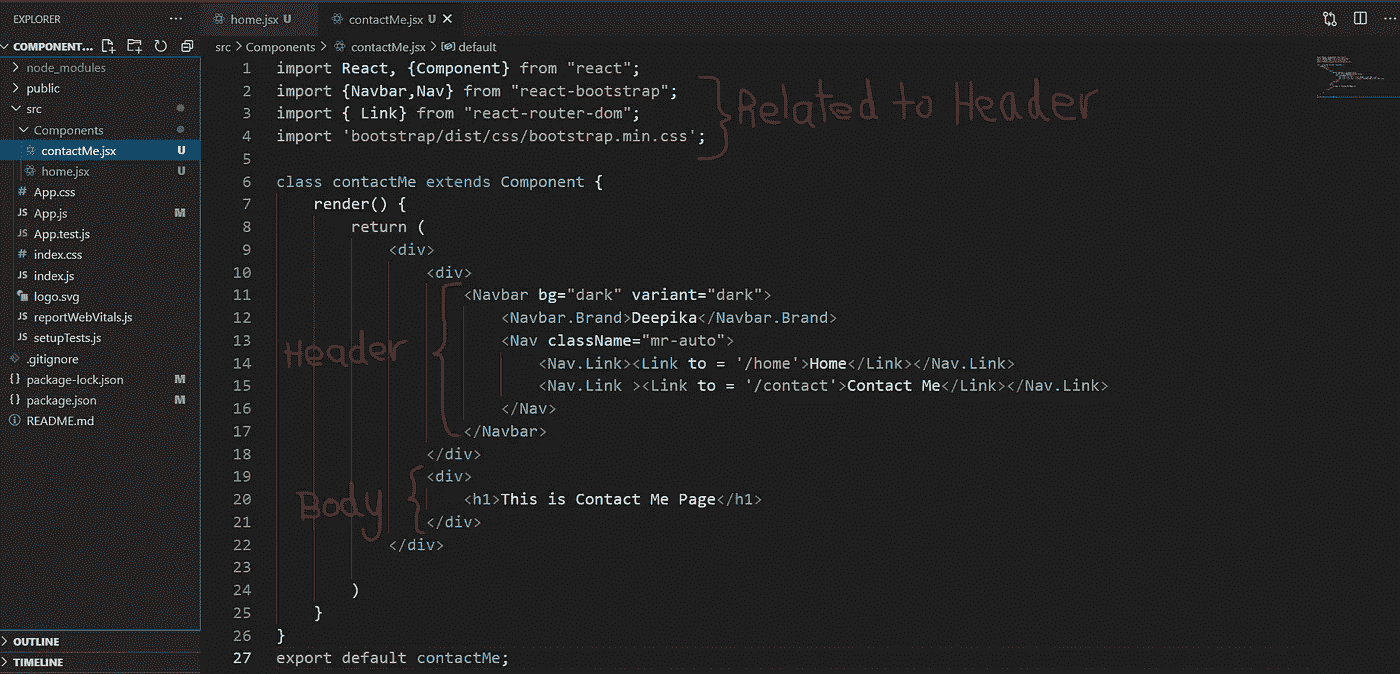 EXPLORER
home.jsx U
contactMe.jsx U
COMPONENT...
src > Components > contactMe.jsx > default
node_modules
public
src
Components
contactMe.jsx U
home.jsx U
App.css
App.js M
App.test.js
index.css
index.js
logo.svg
reportWebVitals.js
setupTests.js
.gitignore
package-lock.json M
package.json M
README.md
OUTLINE
TIMELINE
1 import React, {Component} from "react";
2 import {Navbar,Nav} from "react-bootstrap";
3 import { Link} from "react-router-dom";
4 import 'bootstrap/dist/css/bootstrap.min.css';
Related to Header
5
6 class contactMe extends Component {
7 render() {
8 return (
9 <div>
10 <div>
11 <Navbar bg="dark" variant="dark">
12 <Navbar.Brand>Deepika</Navbar.Brand>
13 <Nav className="mr-auto">
Header
14 <Nav.Link><Link to = '/home'>Home</Link></Nav.Link>
15 <Nav.Link ><Link to = '/contact'>Contact Me</Link></Nav.Link>
16 </Nav>
17 </Navbar>
18 </div>
19 <div>
20 <h1>This is Contact Me Page</h1>
Body
21 </div>
22 </div>
23
24 )
25 }
26 }
27 export default contactMe;